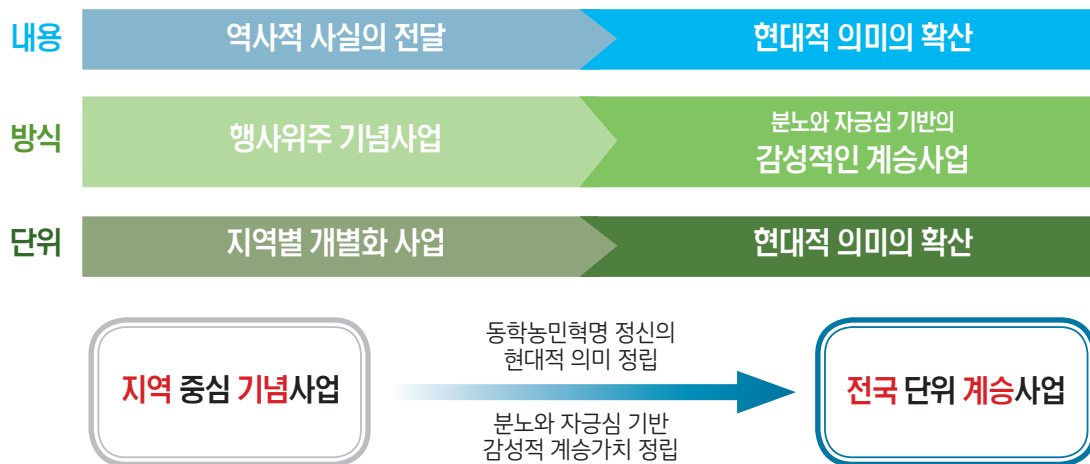 내용
역사적 사실의 전달
현대적 의미의 확산
방식
행사위주 기념사업
분노와 자긍심 기반의
감성적인 계승사업
단위
지역별 개별화 사업
현대적 의미의 확산
지역 중심 기념사업
동학농민혁명 정신의
현대적 의미 정립
분노와 자긍심 기반
감성적 계승가치 정립
전국 단위 계승사업